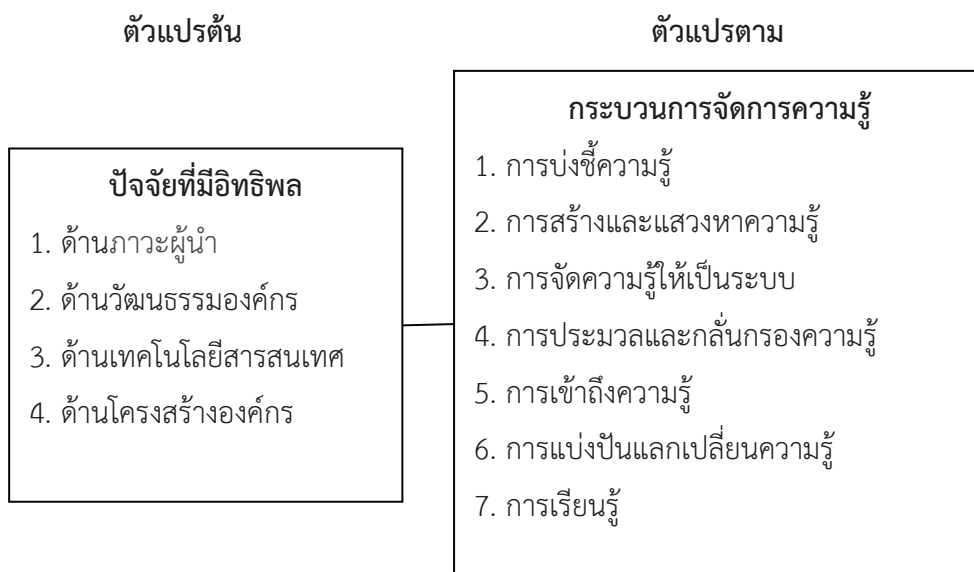 ตัวแปรต้น
ตัวแปรตาม
ปัจจัยที่มีอิทธิพล
1. ด้านภาวะผู้นำ
2. ด้านวัฒนธรรมองค์กร
3. ด้านเทคโนโลยีสารสนเทศ
4. ด้านโครงสร้างองค์กร
กระบวนการจัดการความรู้
1. การบ่งชี้ความรู้
2. การสร้างและแสวงหาความรู้
3. การจัดความรู้ให้เป็นระบบ
4. การประมวลและกลั่นกรองความรู้
5. การเข้าถึงความรู้
6. การแบ่งปันแลกเปลี่ยนความรู้
7. การเรียนรู้